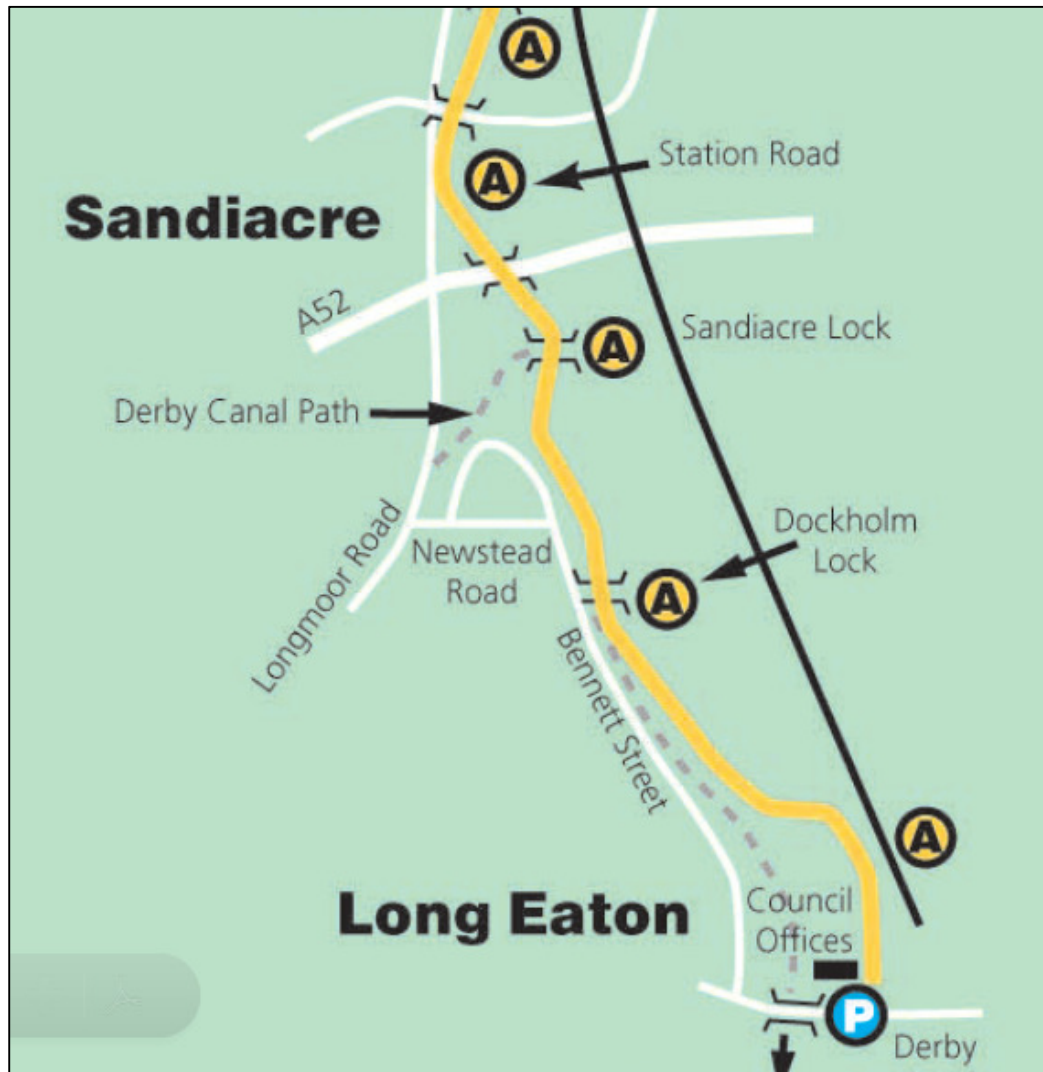 A
Station Road
A
Sandiacre
A52
Sandiacre Lock
A
Derby Canal Path
Longmoor Road
Newstead
Road
Dockholm
Lock
A
Bennett Street
A
Long Eaton
Council
Offices
P
Derby